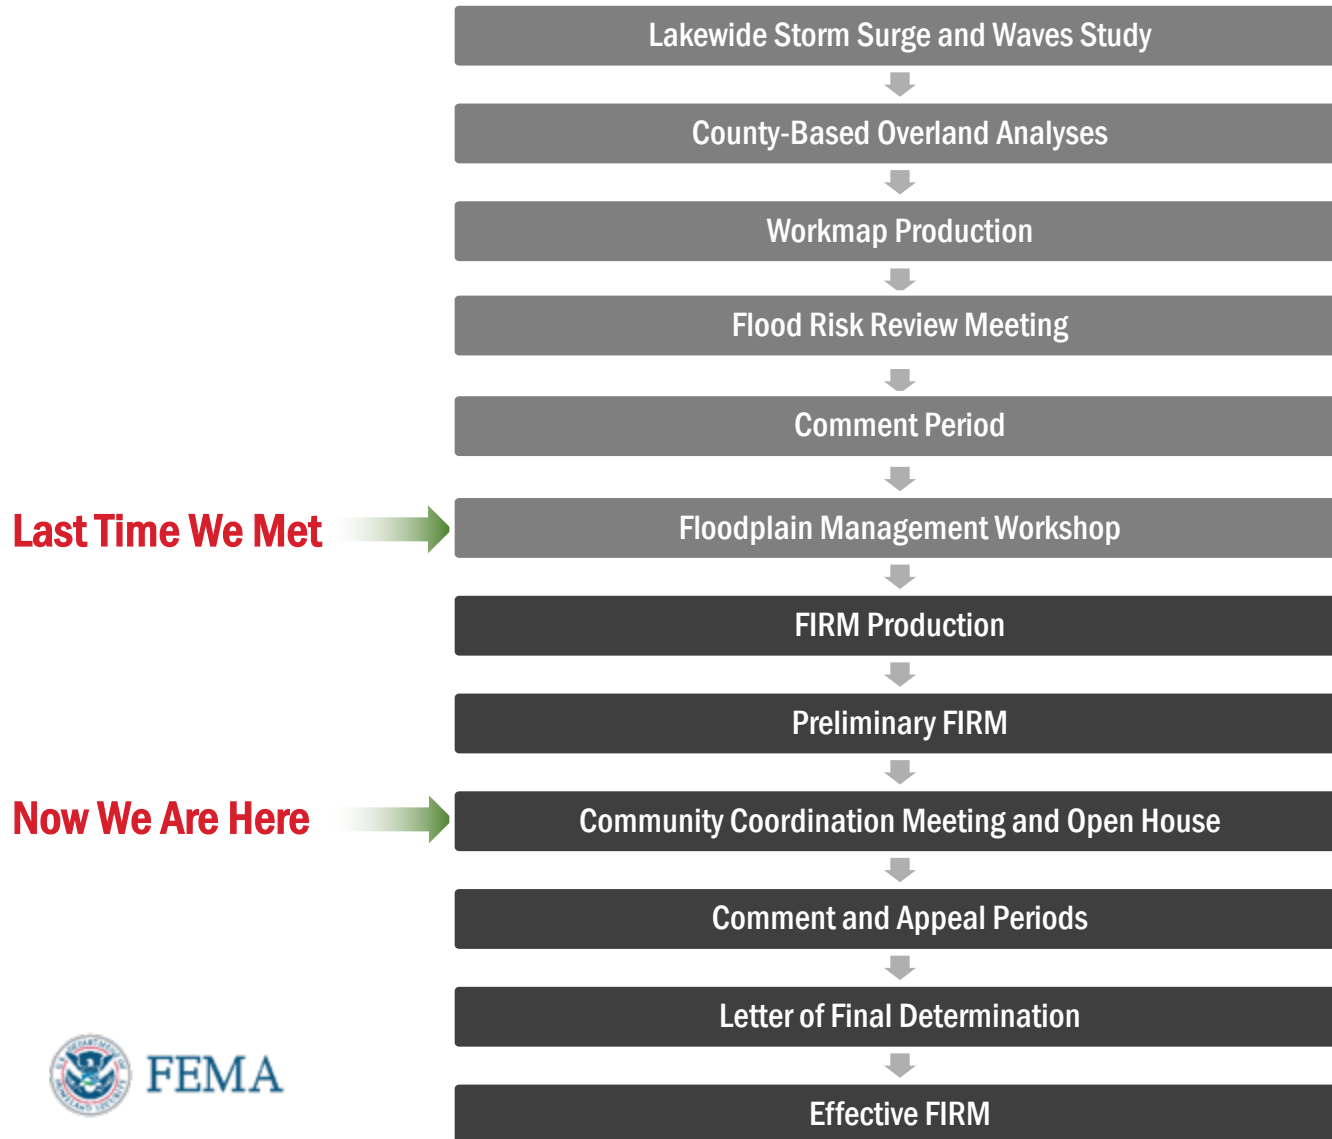 Lakewide Storm Surge and Waves Study
County-Based Overland Analyses
Workmap Production
Flood Risk Review Meeting
Comment Period
Last Time We Met
Floodplain Management Workshop
FIRM Production
Preliminary FIRM
Now We Are Here
Community Coordination Meeting and Open House
Comment and Appeal Periods
Letter of Final Determination
FEMA
Effective FIRM